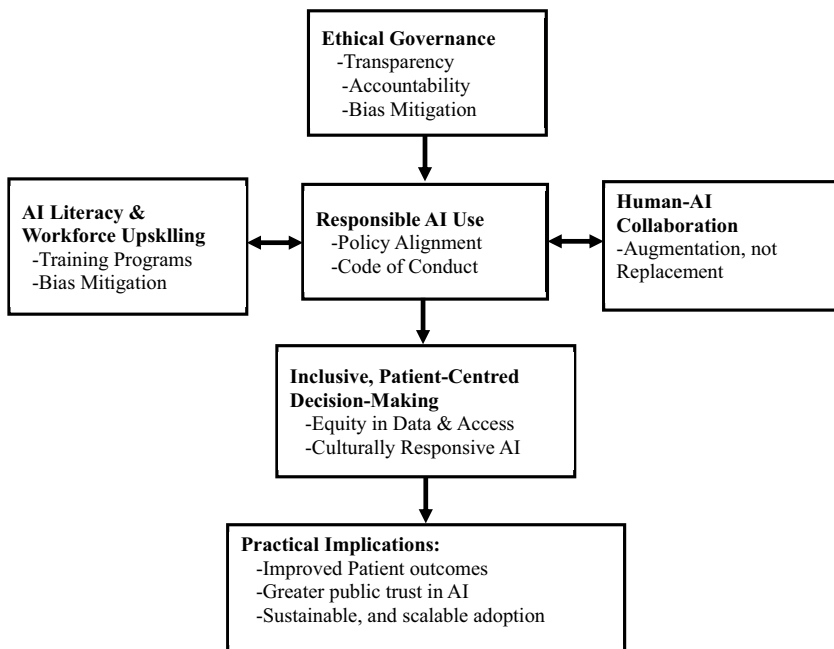 Ethical Governance
-Transparency
-Accountability
-Bias Mitigation
AI Literacy &
Workforce Upsklling
-Training Programs
-Bias Mitigation
Responsible AI Use
-Policy Alignment
-Code of Conduct
Human-AI
Collaboration
-Augmentation, not
Replacement
Inclusive, Patient-Centred
Decision-Making
-Equity in Data & Access
-Culturally Responsive AI
Practical Implications:
-Improved Patient outcomes
-Greater public trust in AI
-Sustainable, and scalable adoption